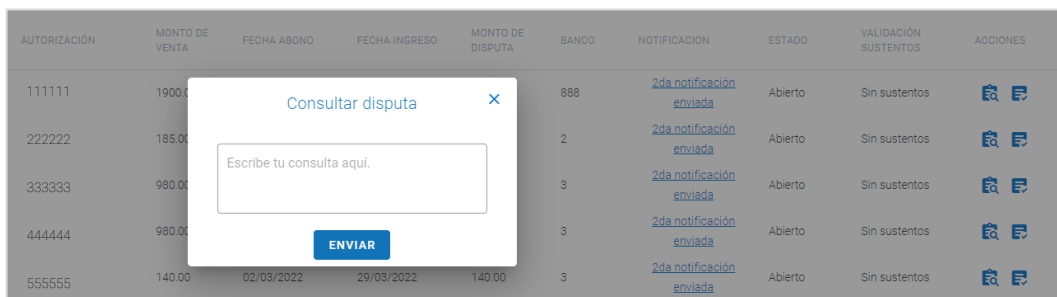 AUTORIZACIÓN MONTO DE VENTA FECHA ABONO FECHA INGRESO MONTO DE DISPUTA BANCO NOTIFICACION ESTADO VALIDACIÓN SUSTENTOS ACCIONES
111111 1900.0 888 2da notificación enviada Abierto Sin sustentos
Consultar disputa
222222 185.00 2 2da notificación enviada Abierto Sin sustentos
Escribe tu consulta aquí.
333333 980.00 3 2da notificación enviada Abierto Sin sustentos
444444 980.00 3 2da notificación enviada Abierto Sin sustentos
ENVIAR
555555 140.00 02/03/2022 29/03/2022 140.00 3 2da notificación enviada Abierto Sin sustentos